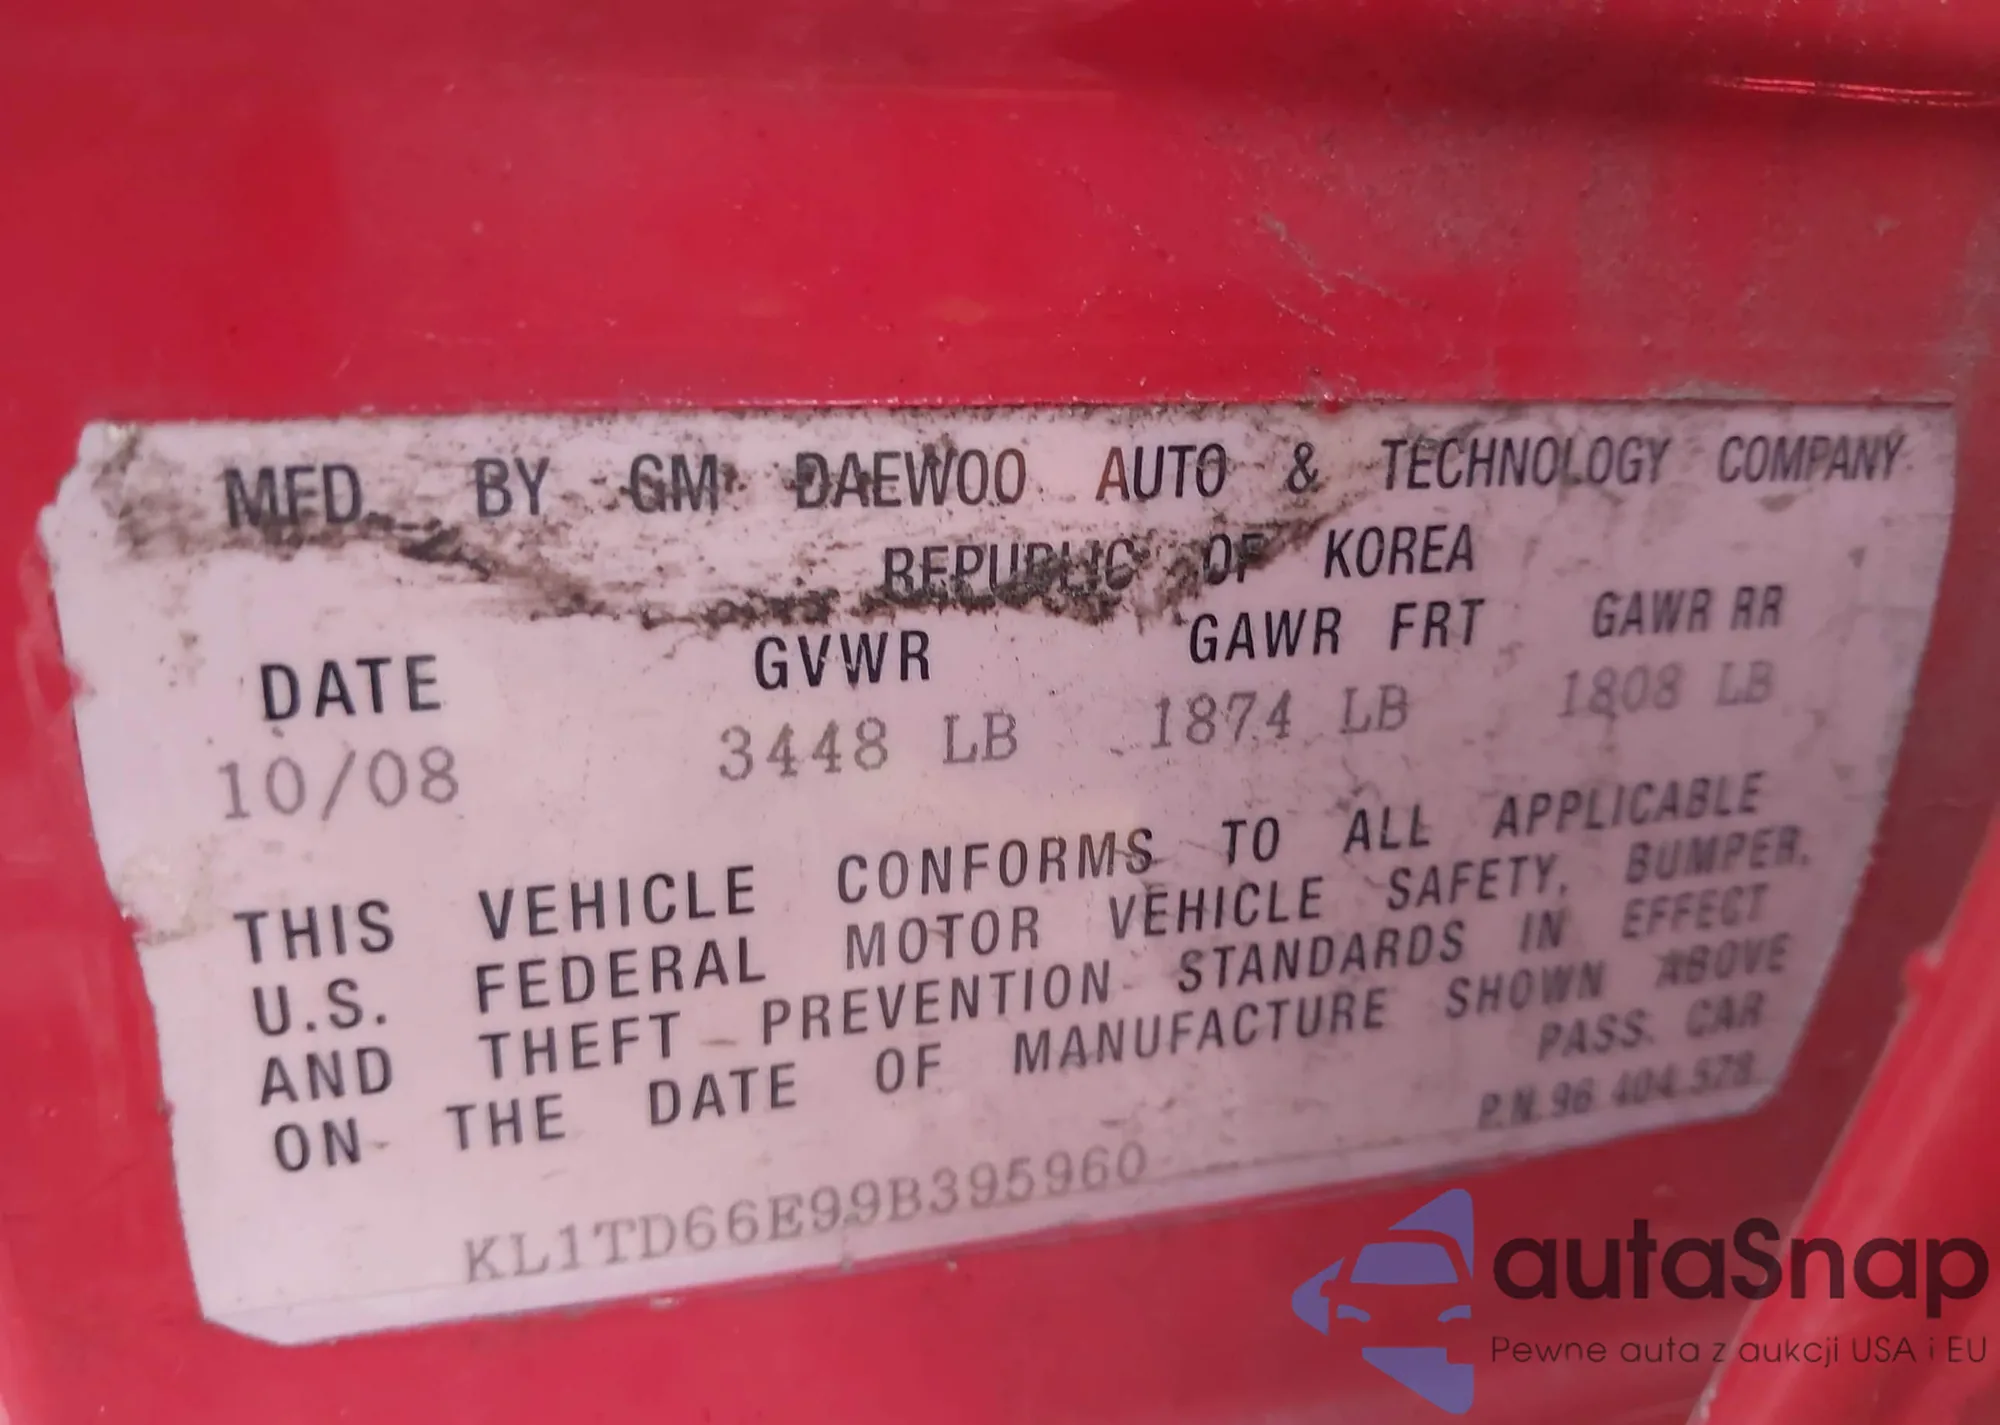 MFD. BY GM DAEWOO AUTO & TECHNOLOGY COMPANY
REPUBLIC OF KOREA
DATE GVWR GAWR FRT GAWR RR
10/08 3448 LB 1874 LB 1808 LB
THIS VEHICLE CONFORMS TO ALL APPLICABLE
U.S. FEDERAL MOTOR VEHICLE SAFETY, BUMPER,
AND THEFT PREVENTION STANDARDS IN EFFECT
ON THE DATE OF MANUFACTURE SHOWN ABOVE
PASS. CAR
P.N.96 404 578
KL1TD66E99B395960
autaSnap
Pewne auta z aukcji USA i EU